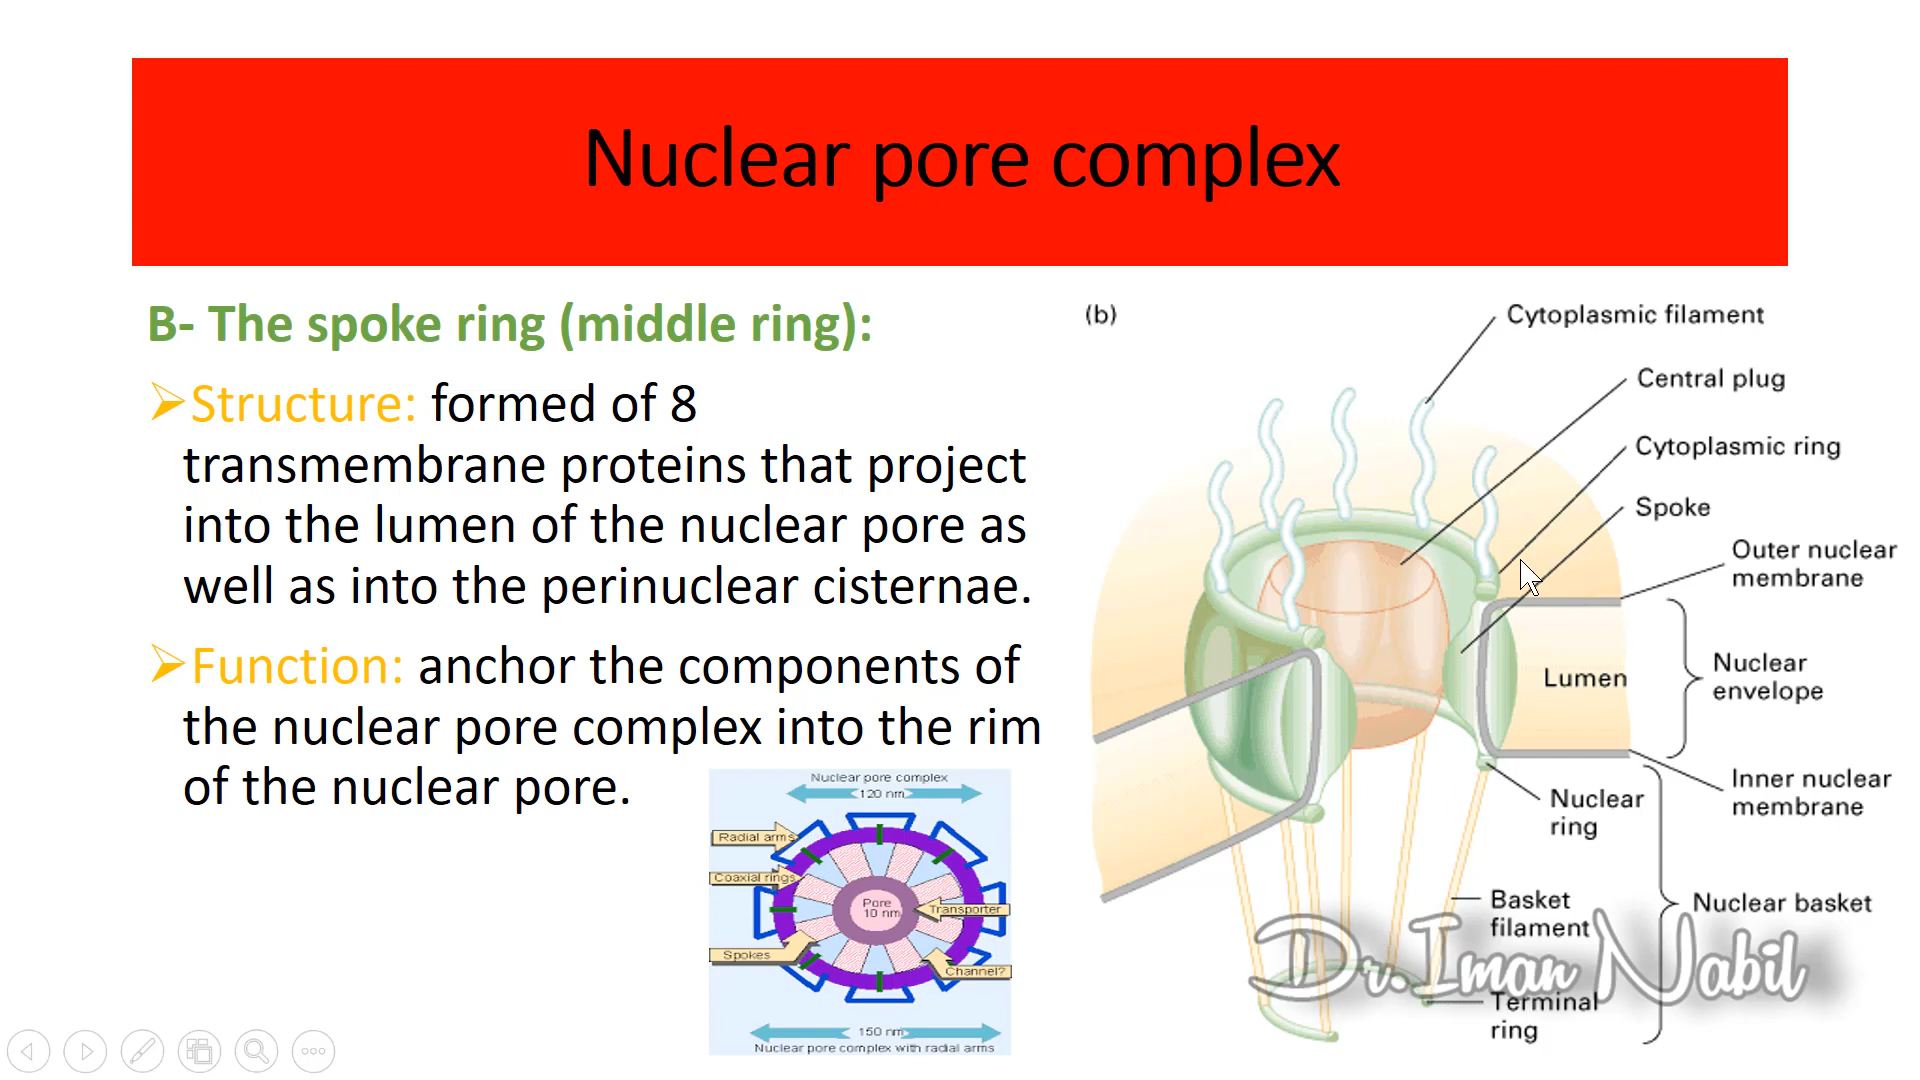 Nuclear pore complex
B- The spoke ring (middle ring):
Structure: formed of 8
transmembrane proteins that project
into the lumen of the nuclear pore as
well as into the perinuclear cisternae.
Function: anchor the components of
the nuclear pore complex into the rim
of the nuclear pore.
Nuclear pore complex
120 nm
Radial arms
Coaxial rings
Pore
10 nm
Transporter
Spokes
Channel?
150 nm
Nuclear pore complex with radial arms
(b)
Cytoplasmic filament
Central plug
Cytoplasmic ring
Spoke
Outer nuclear
membrane
Lumen
Nuclear
envelope
Inner nuclear
membrane
Nuclear
ring
Basket
filament
Nuclear basket
Dr. Iman Nabil
Terminal
ring